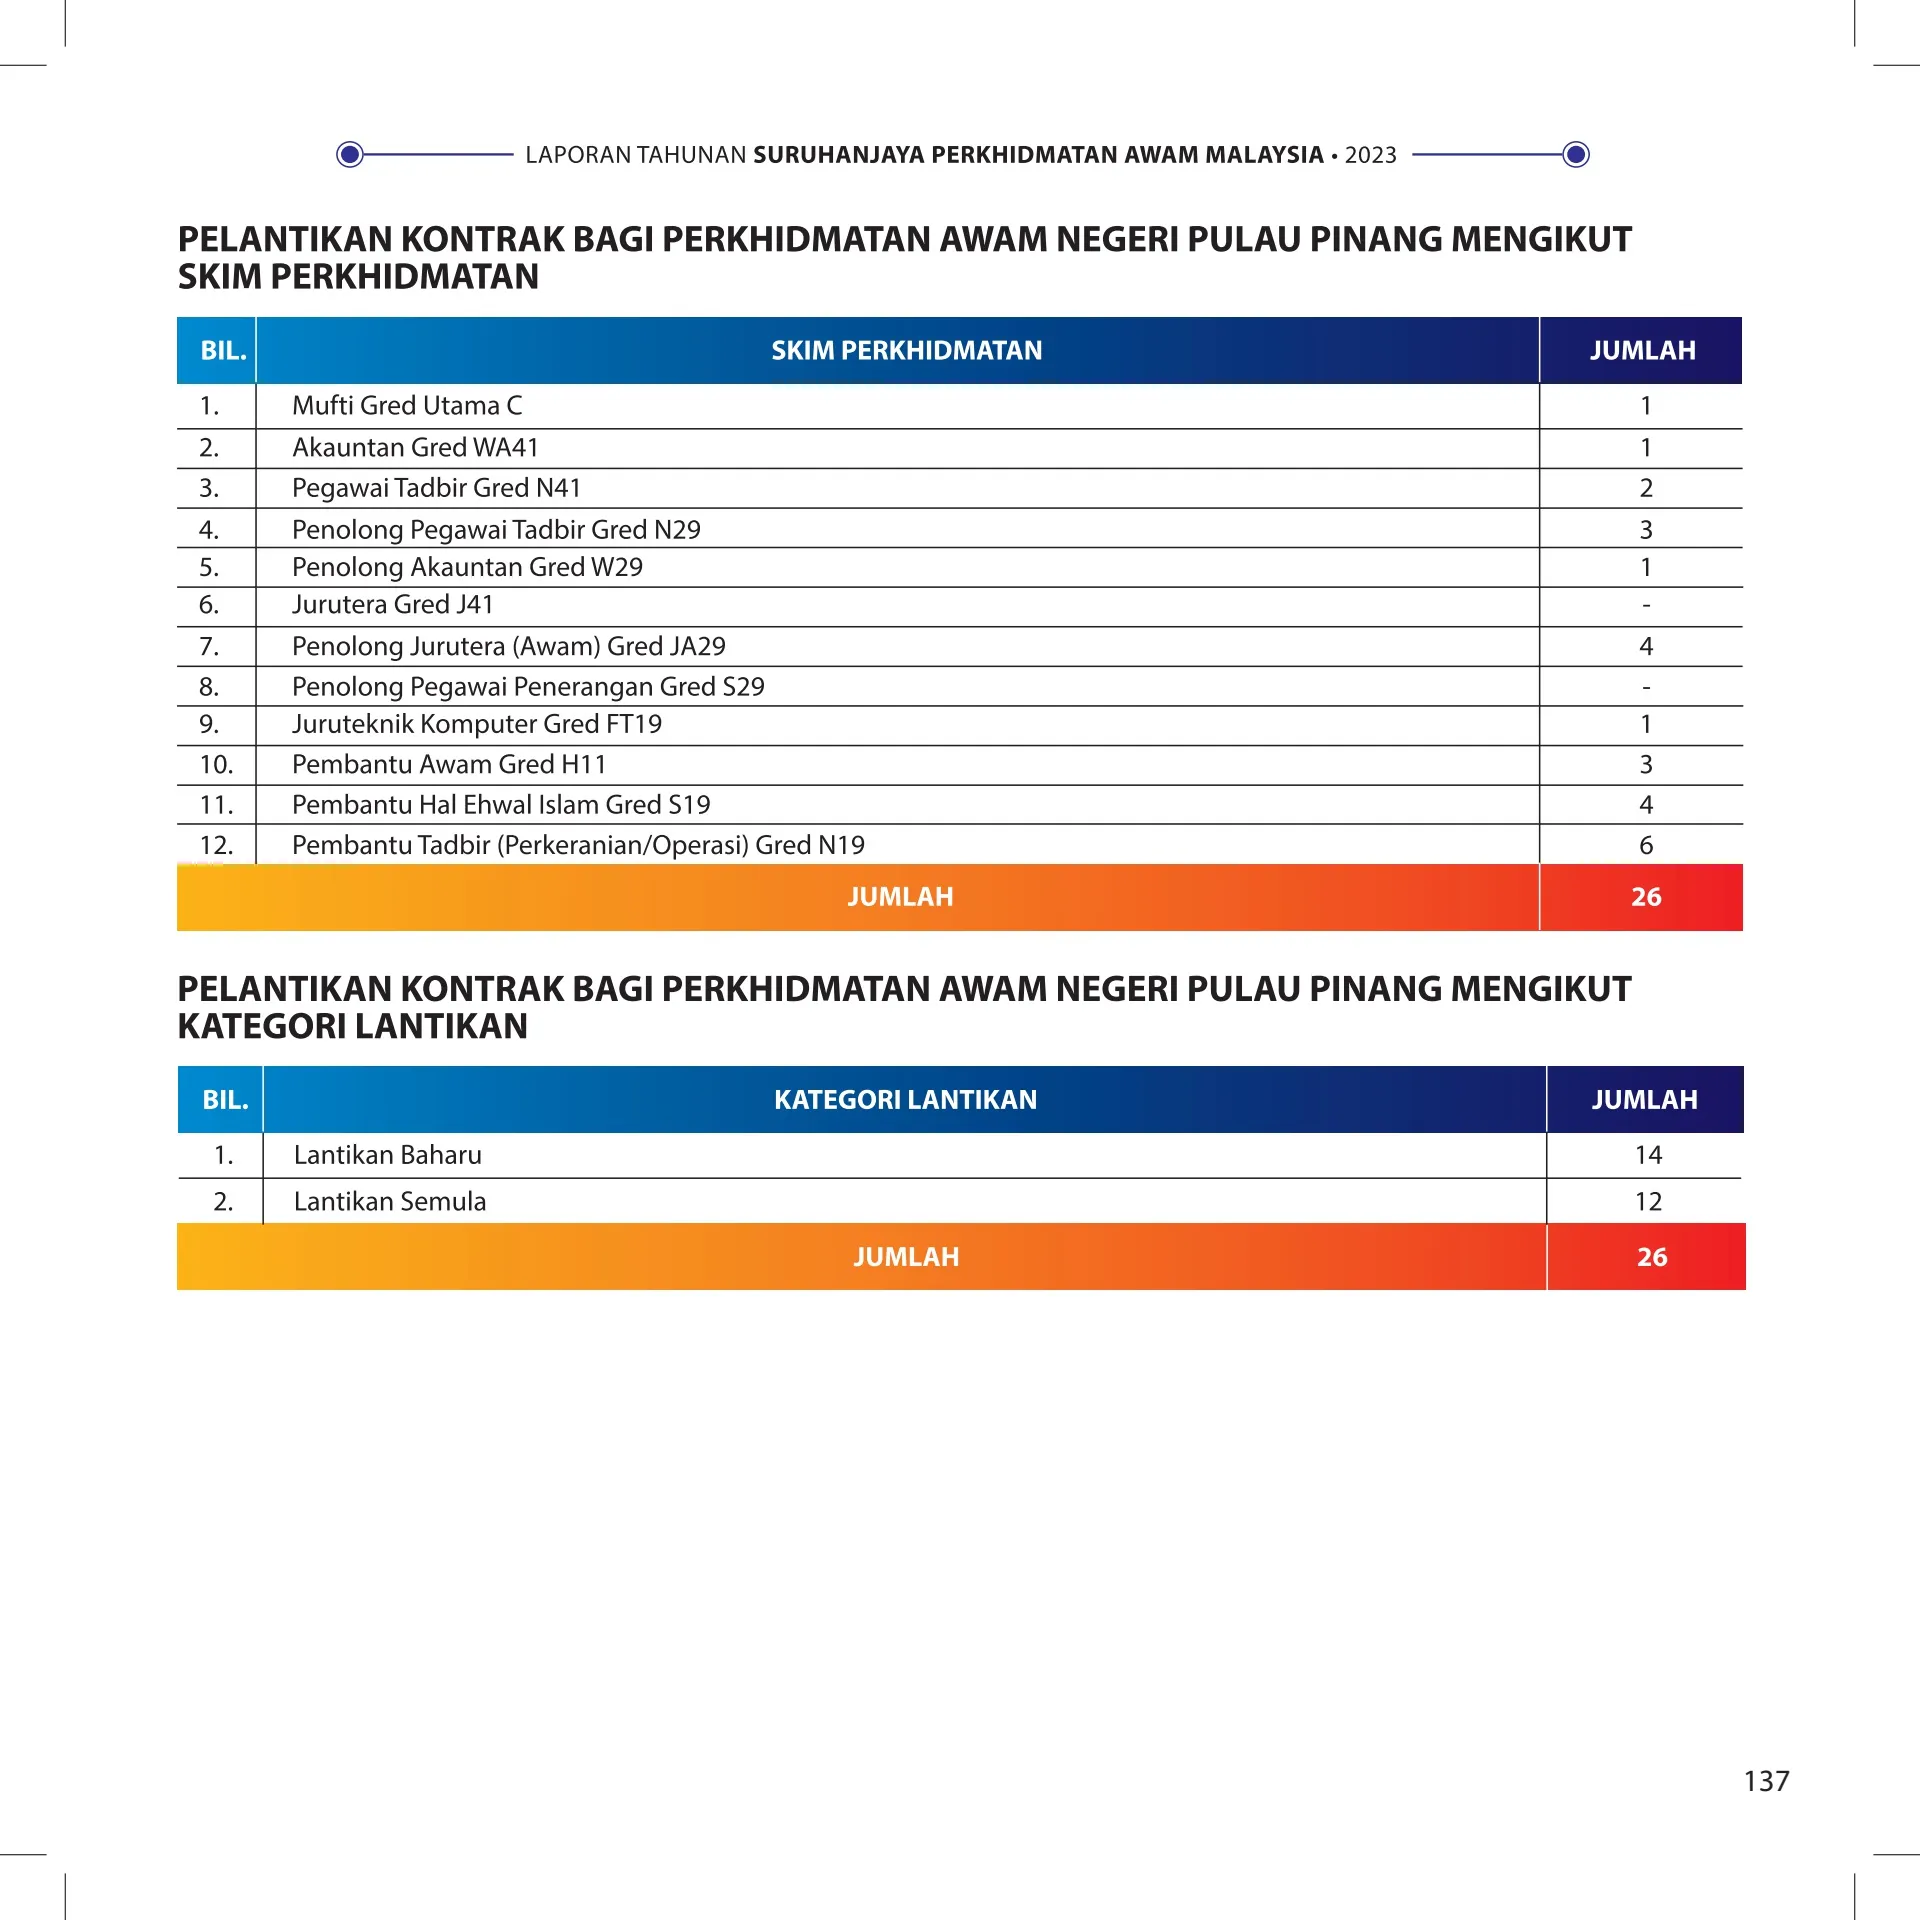 LAPORAN TAHUNAN SURUHANJAYA PERKHIDMATAN AWAM MALAYSIA • 2023
PELANTIKAN KONTRAK BAGI PERKHIDMATAN AWAM NEGERI PULAU PINANG MENGIKUT
SKIM PERKHIDMATAN
BIL. SKIM PERKHIDMATAN JUMLAH
1. Mufti Gred Utama C 1
2. Akauntan Gred WA41 1
3. Pegawai Tadbir Gred N41 2
4. Penolong Pegawai Tadbir Gred N29 3
5. Penolong Akauntan Gred W29 1
6. Jurutera Gred J41 -
7. Penolong Jurutera (Awam) Gred JA29 4
8. Penolong Pegawai Penerangan Gred S29 -
9. Juruteknik Komputer Gred FT19 1
10. Pembantu Awam Gred H11 3
11. Pembantu Hal Ehwal Islam Gred S19 4
12. Pembantu Tadbir (Perkeranian/Operasi) Gred N19 6
JUMLAH 26
PELANTIKAN KONTRAK BAGI PERKHIDMATAN AWAM NEGERI PULAU PINANG MENGIKUT
KATEGORI LANTIKAN
BIL. KATEGORI LANTIKAN JUMLAH
1. Lantikan Baharu 14
2. Lantikan Semula 12
JUMLAH 26
137